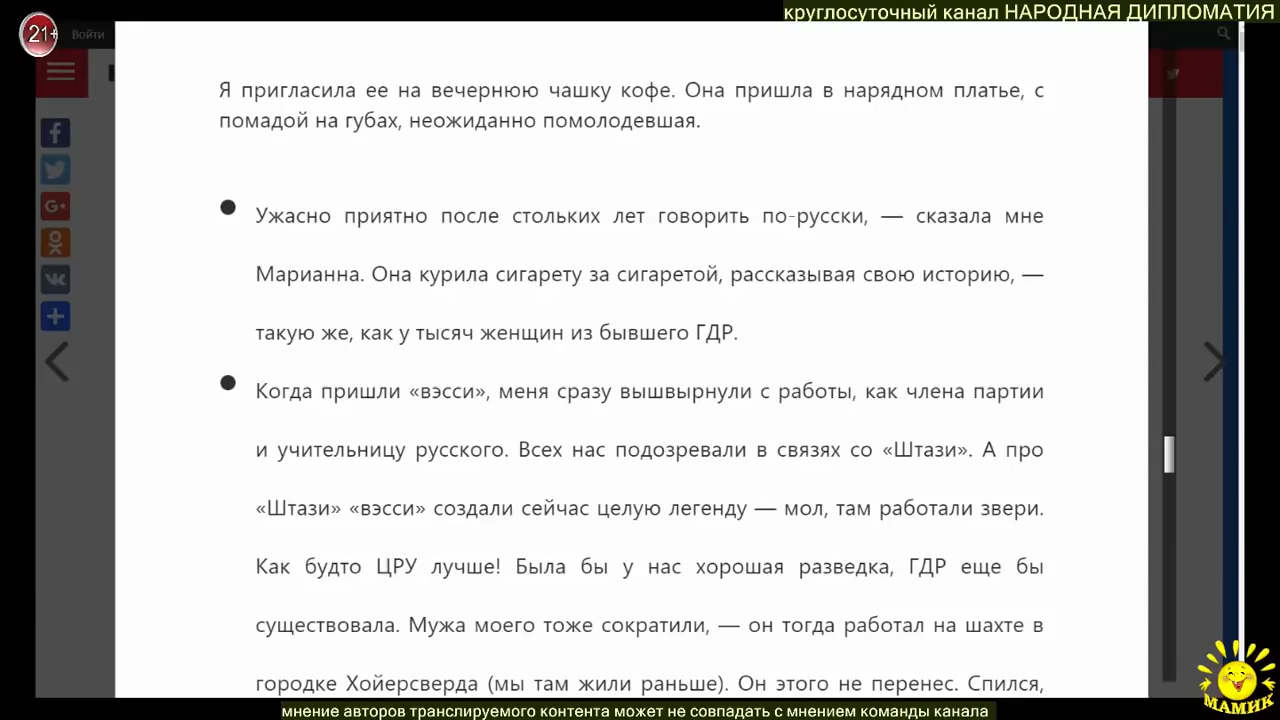 круглосуточный канал НАРОДНАЯ ДИПЛОМАТИЯ
21+
Войти
Я пригласила ее на вечернюю чашку кофе. Она пришла в нарядном платье, с
помадой на губах, неожиданно помолодевшая.
Ужасно приятно после стольких лет говорить по-русски, — сказала мне
Марианна. Она курила сигарету за сигаретой, рассказывая свою историю, —
такую же, как у тысяч женщин из бывшего ГДР.
Когда пришли «вэсси», меня сразу вышвырнули с работы, как члена партии
и учительницу русского. Всех нас подозревали в связях со «Штази». А про
«Штази» «вэсси» создали сейчас целую легенду — мол, там работали звери.
Как будто ЦРУ лучше! Была бы у нас хорошая разведка, ГДР еще бы
существовала. Мужа моего тоже сократили, — он тогда работал на шахте в
городке Хойерсверда (мы там жили раньше). Он этого не перенес. Спился,
МАМИК
мнение авторов транслируемого контента может не совпадать с мнением команды канала